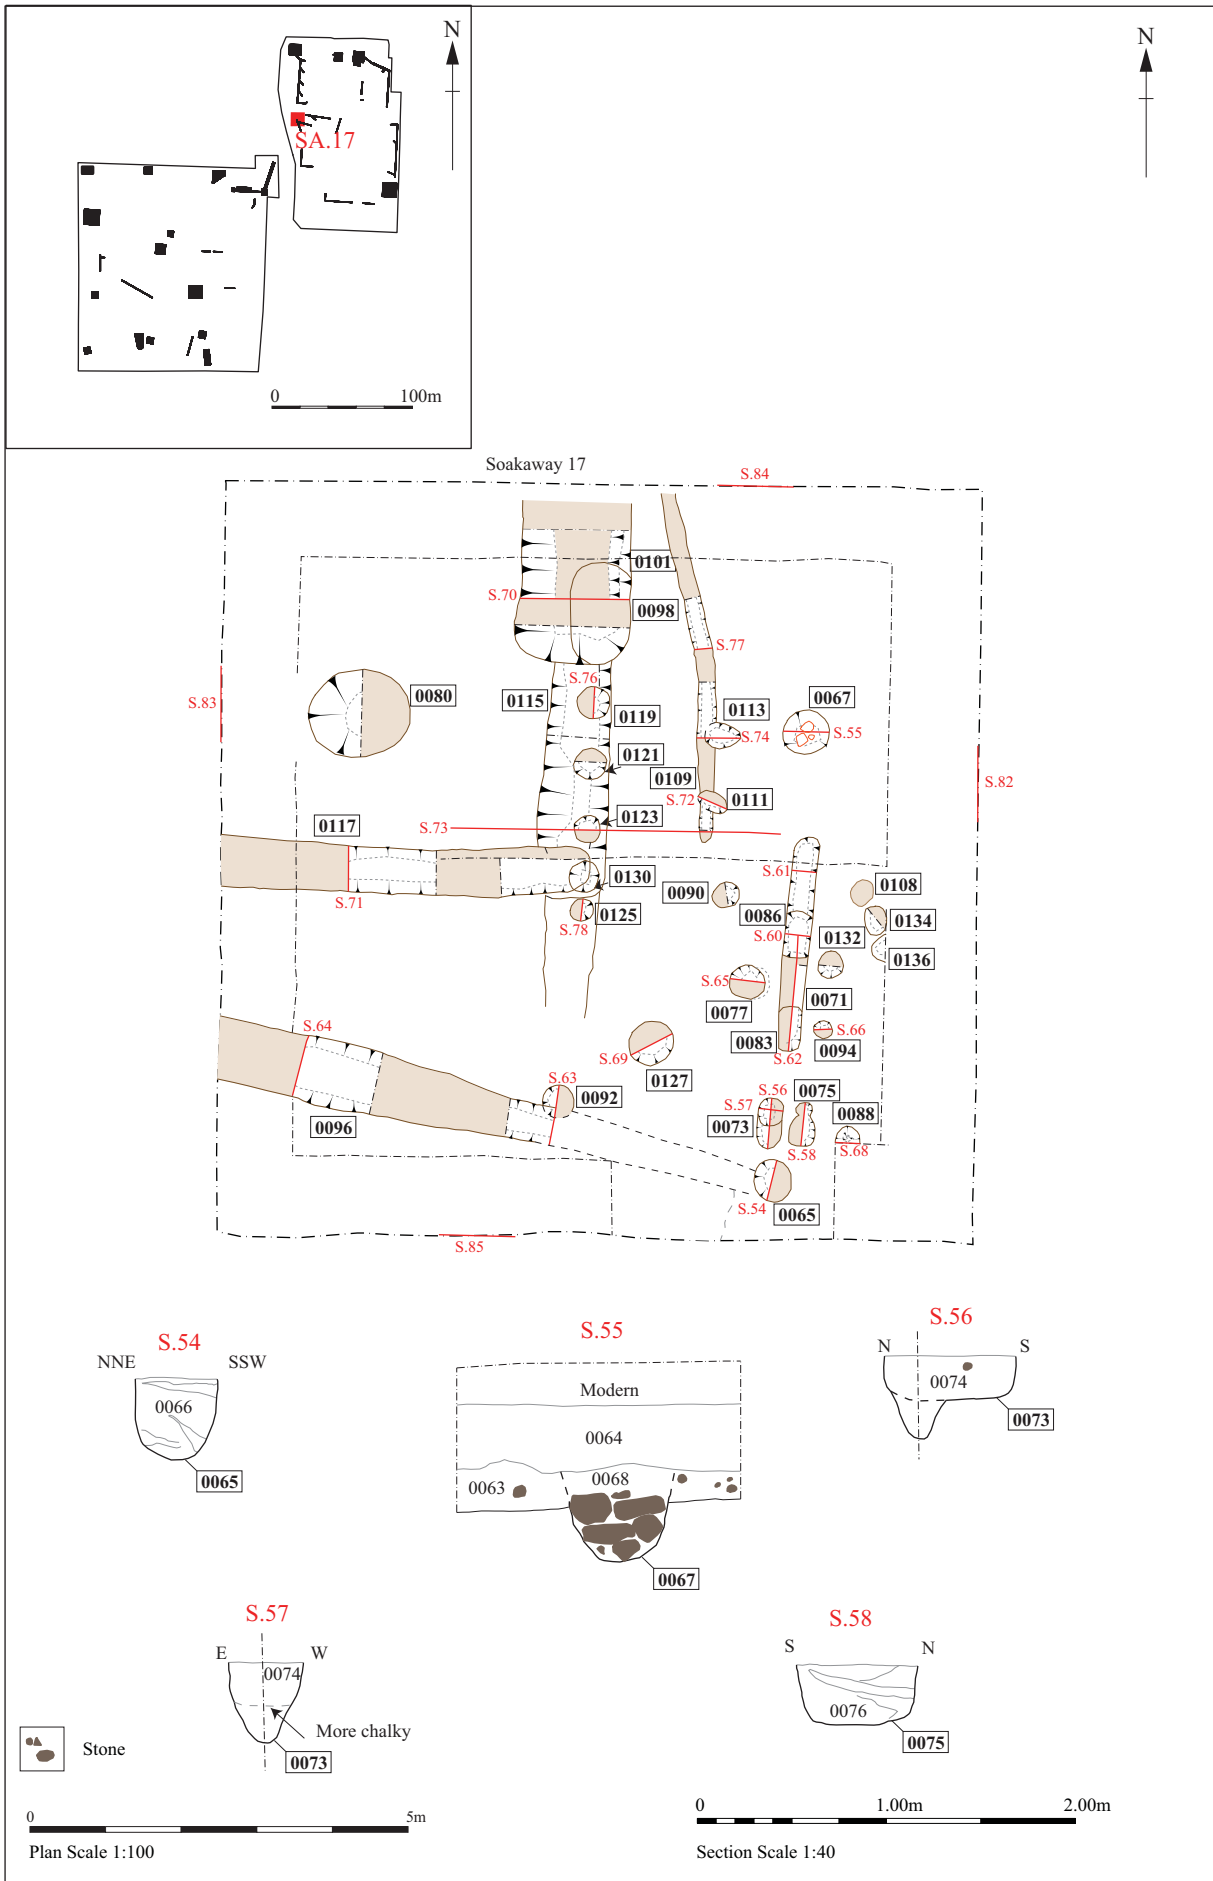 N
SA.17
0 100m
N
Soakaway 17
S.84
0101
S.70
0098
S.77
S.83
0080
0115
S.76
0119
0113
0067
S.74
S.55
0121
0109
S.72
0111
S.82
0123
S.73
0117
S.61
0130
0090
0108
S.71
0125
0086
0134
S.78
S.60
0132
0136
S.65
0077
0071
S.64
0083
S.66
0094
S.69
S.62
0127
S.63
0092
S.56
0075
S.57
0088
0096
0073
S.58
S.68
S.54
0065
S.85
S.54
NNE SSW
0066
0065
S.55
Modern
0064
0063
0068
0067
S.56
N S
0074
0073
S.57
E W
0074
More chalky
0073
S.58
S N
0076
0075
Stone
0 5m
Plan Scale 1:100
0 1.00m 2.00m
Section Scale 1:40